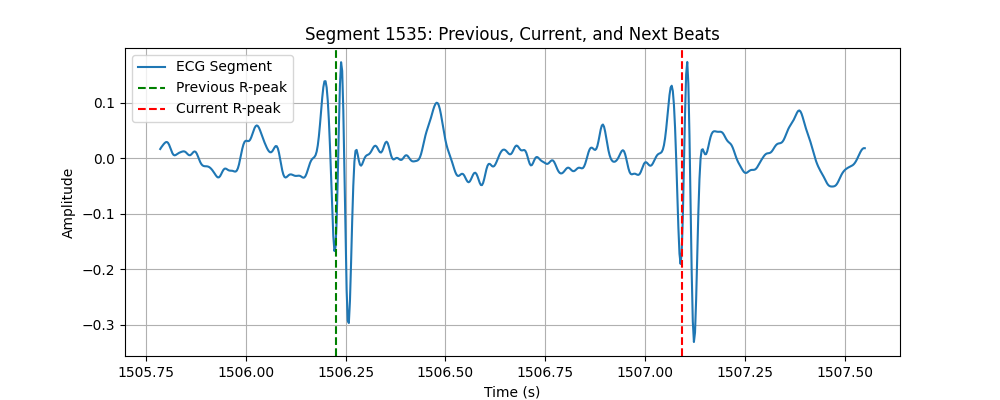 Segment 1535: Previous, Current, and Next Beats
ECG Segment
Previous R-peak
Current R-peak
Amplitude
0.1
0.0
−0.1
−0.2
−0.3
1505.75 1506.00 1506.25 1506.50 1506.75 1507.00 1507.25 1507.50
Time (s)